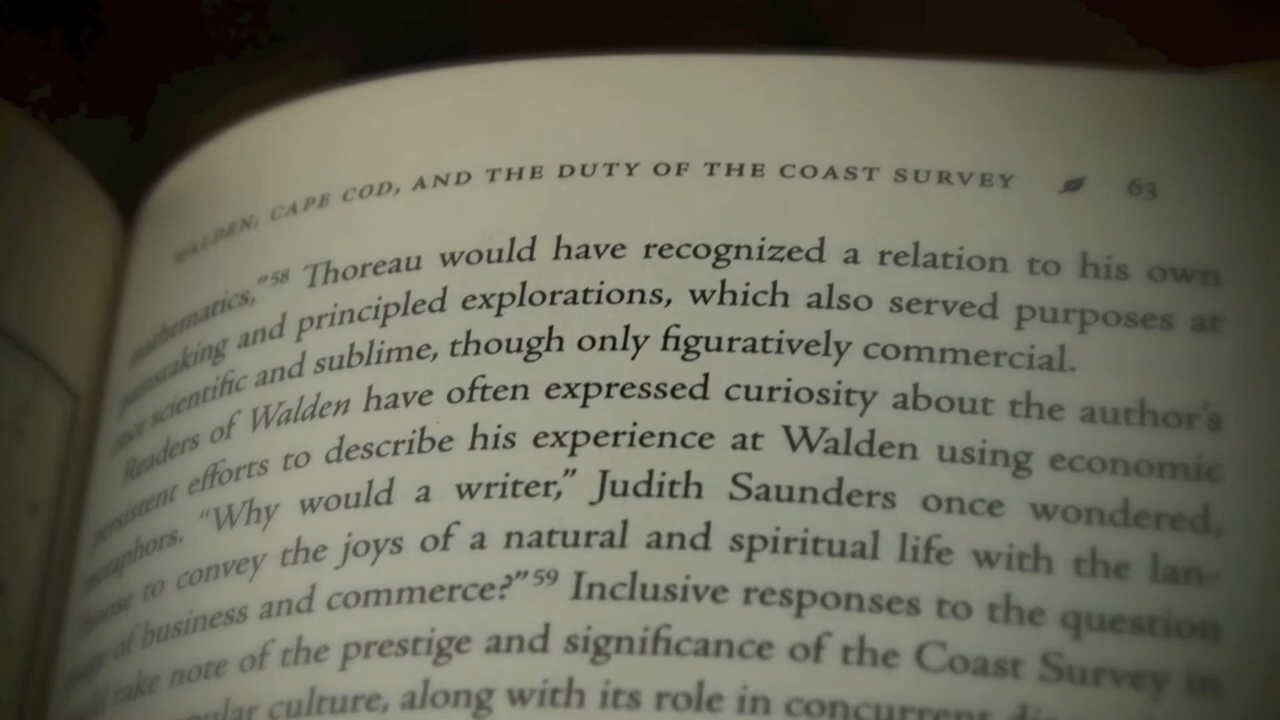 WALDEN, CAPE COD, AND THE DUTY OF THE COAST SURVEY 63
mathematics,”58 Thoreau would have recognized a relation to his own
painstaking and principled explorations, which also served purposes at
once scientific and sublime, though only figuratively commercial.
Readers of Walden have often expressed curiosity about the author’s
persistent efforts to describe his experience at Walden using economic
metaphors. “Why would a writer,” Judith Saunders once wondered,
choose to convey the joys of a natural and spiritual life with the lan-
guage of business and commerce?”59 Inclusive responses to the question
take note of the prestige and significance of the Coast Survey in
culture, along with its role in concurrent